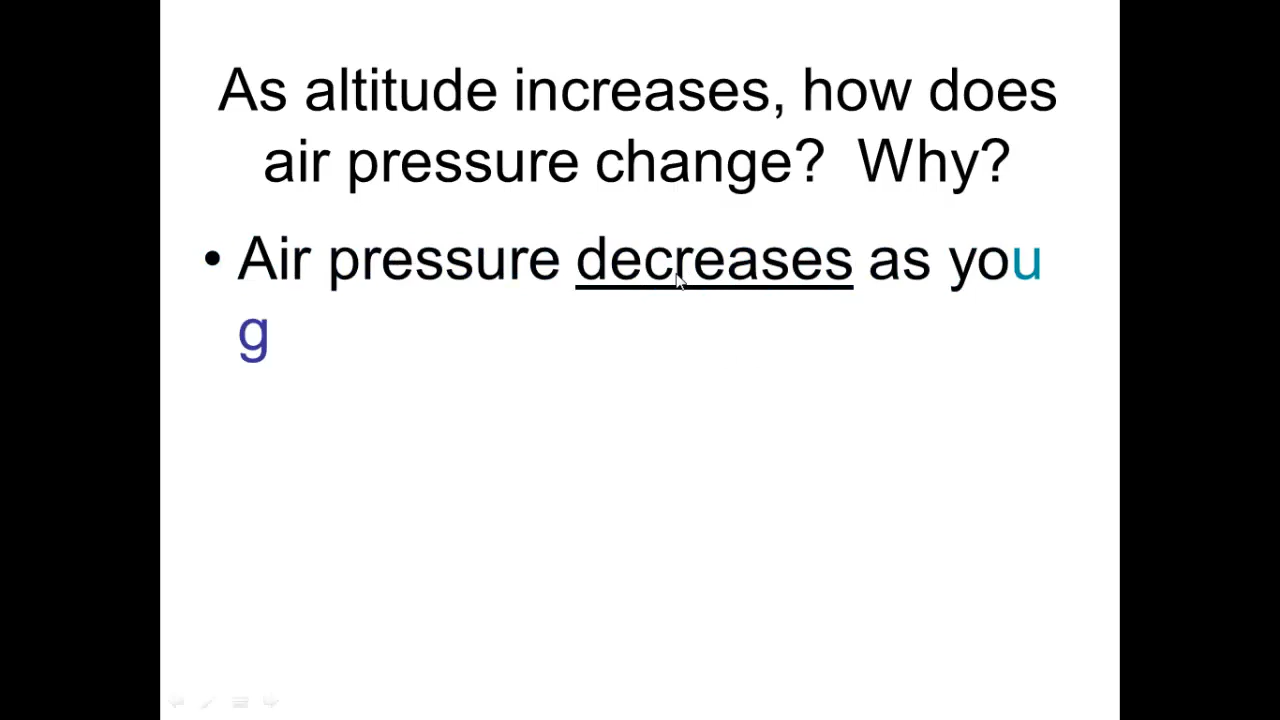 As altitude increases, how does
air pressure change?  Why?
• Air pressure decreases as you
g